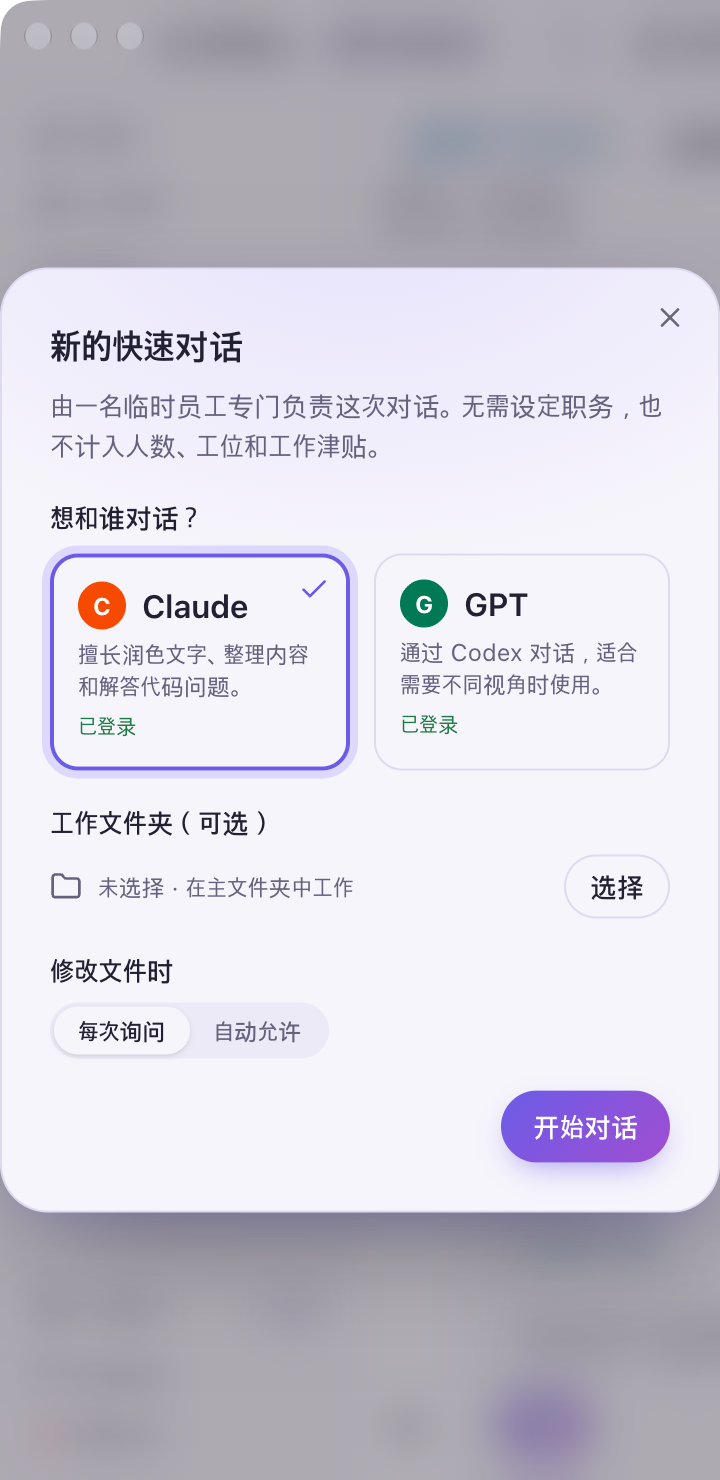 新的快速对话
由一名临时员工专门负责这次对话。无需设定职务，也
不计入人数、工位和工作津贴。
想和谁对话？
C Claude
擅长润色文字、整理内容
和解答代码问题。
已登录
G GPT
通过 Codex 对话，适合
需要不同视角时使用。
已登录
工作文件夹（可选）
未选择 · 在主文件夹中工作
选择
修改文件时
每次询问 自动允许
开始对话